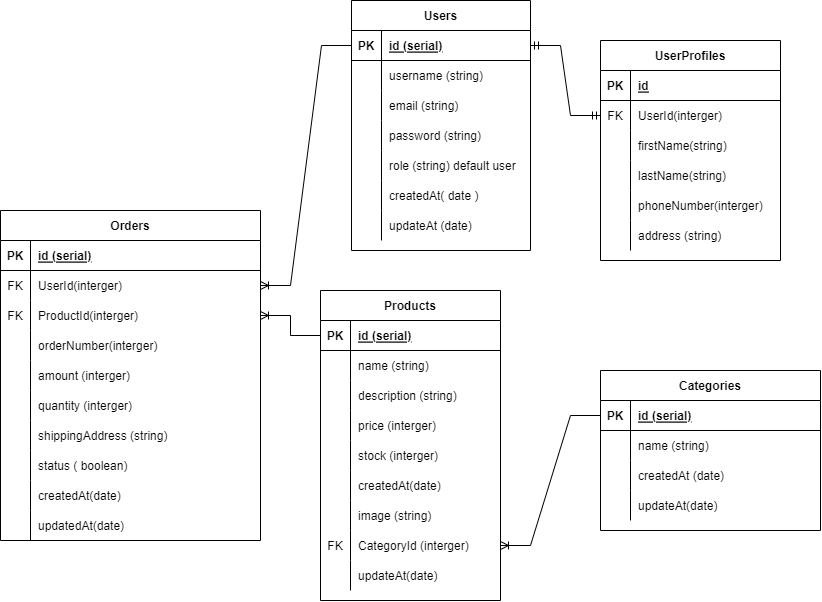 Users
PK id (serial)
username (string)
email (string)
password (string)
role (string) default user
createdAt( date )
updateAt (date)
UserProfiles
PK id
FK UserId(interger)
firstName(string)
lastName(string)
phoneNumber(interger)
address (string)
Orders
PK id (serial)
FK UserId(interger)
FK ProductId(interger)
orderNumber(interger)
amount (interger)
quantity (interger)
shippingAddress (string)
status ( boolean)
createdAt(date)
updatedAt(date)
Products
PK id (serial)
name (string)
description (string)
price (interger)
stock (interger)
createdAt(date)
image (string)
FK CategoryId (interger)
updateAt(date)
Categories
PK id (serial)
name (string)
createdAt (date)
updateAt(date)